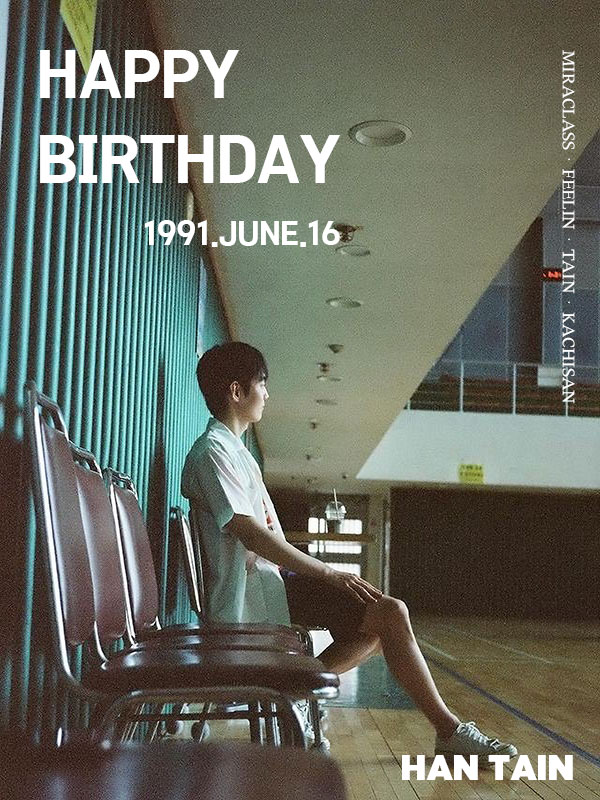 HAPPY
BIRTHDAY
1991.JUNE.16
MIRACLASS · FEELIN · TAIN · KACHISAN
HAN TAIN